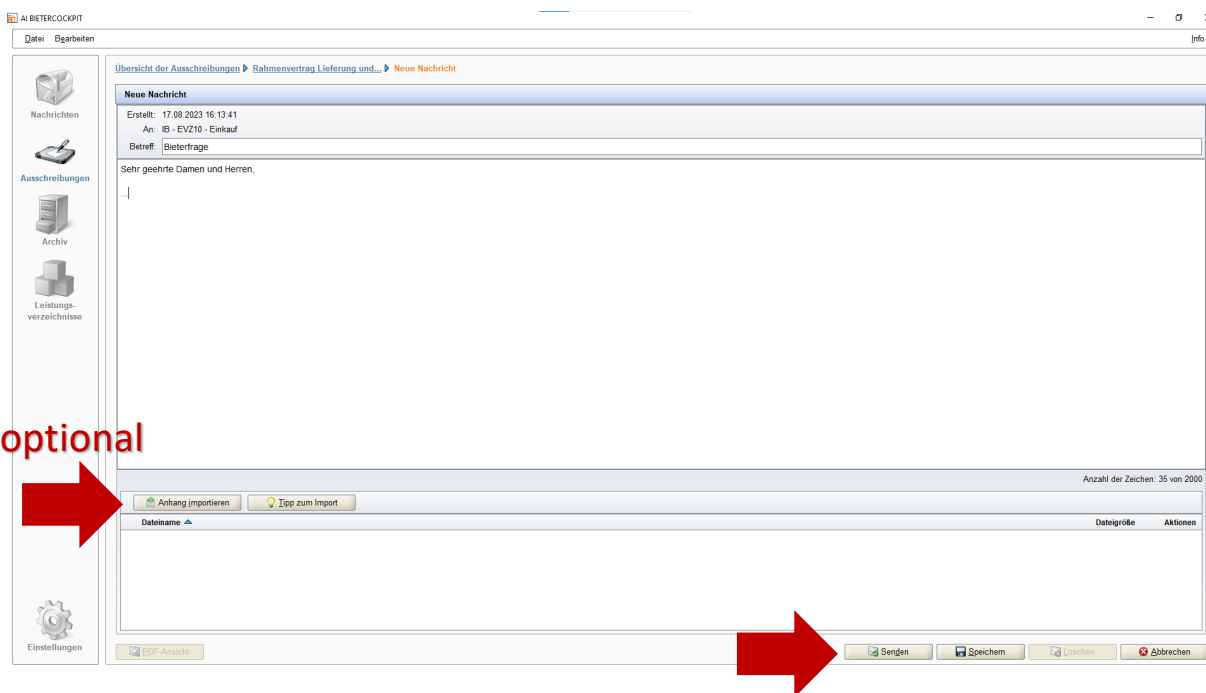 AI BIETERCOCKPIT
Datei Bearbeiten Info
Übersicht der Ausschreibungen Rahmenvertrag Lieferung und... Neue Nachricht
Neue Nachricht
Erstellt: 17.08.2023 16:13:41
An: IB - EVZ10 - Einkauf
Betreff: Bieterfrage
Sehr geehrte Damen und Herren,
...
Nachrichten
Ausschreibungen
Archiv
Leistungs-
verzeichnisse
optional
Anzahl der Zeichen: 35 von 2000
Anhang importieren Tipp zum Import
Dateiname Dateigröße Aktionen
Einstellungen
PDF-Ansicht Senden Speichern Löschen Abbrechen